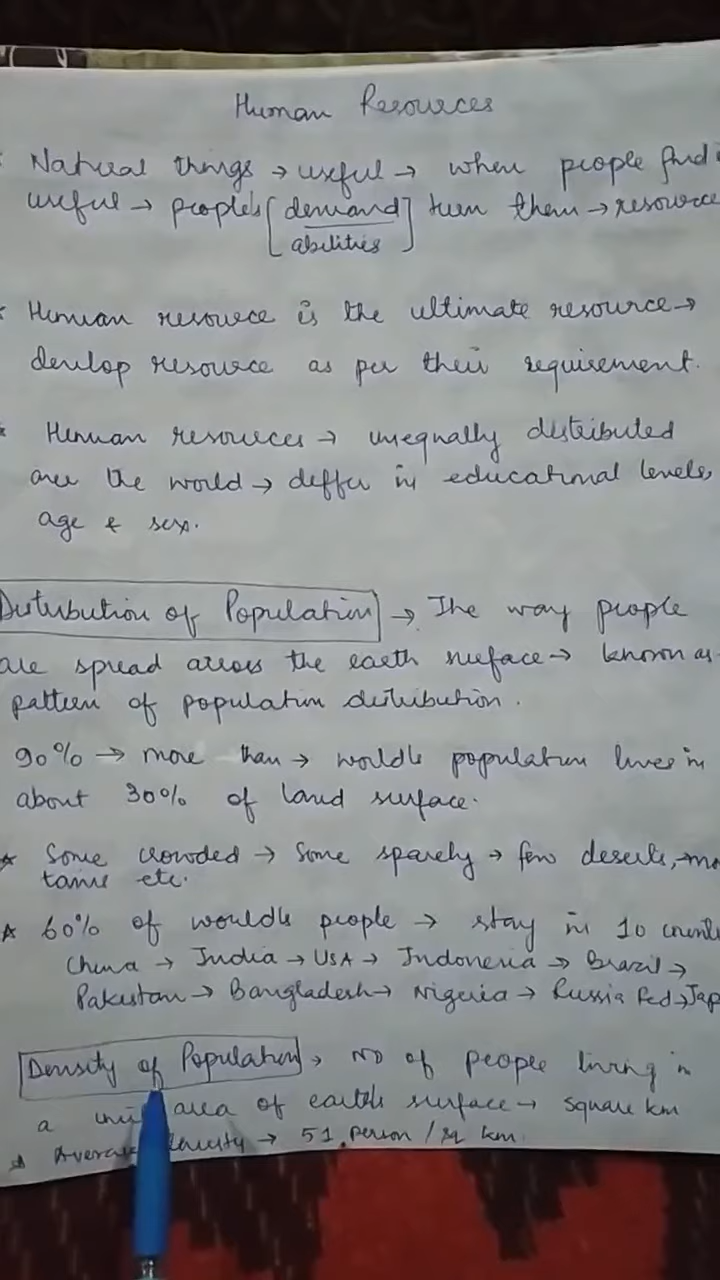 Human Resources
Natural things → useful → when people find
useful → people's [demand] turn them → resource
abilities
* Human resource is the ultimate resource →
develop resource as per their requirement.
* Human resources → unequally distributed
over the world → differ in educational levels,
age & sex.
Distribution of Population → The way people
are spread across the earth surface → known as
pattern of population distribution.
90% → more than → world's population lives in
about 30% of land surface.
* Some crowded → Some sparely → few deserts, → mo
tains etc.
* 60% of world's people → stay in 10
China → India → USA → Indonesia → Brazil →
Pakistan → Bangladesh → Nigeria → Russia Fed → Jap
Density of Population → No of people living in
a unit area of earth's surface → square km
* Average density → 51 person / sq km.